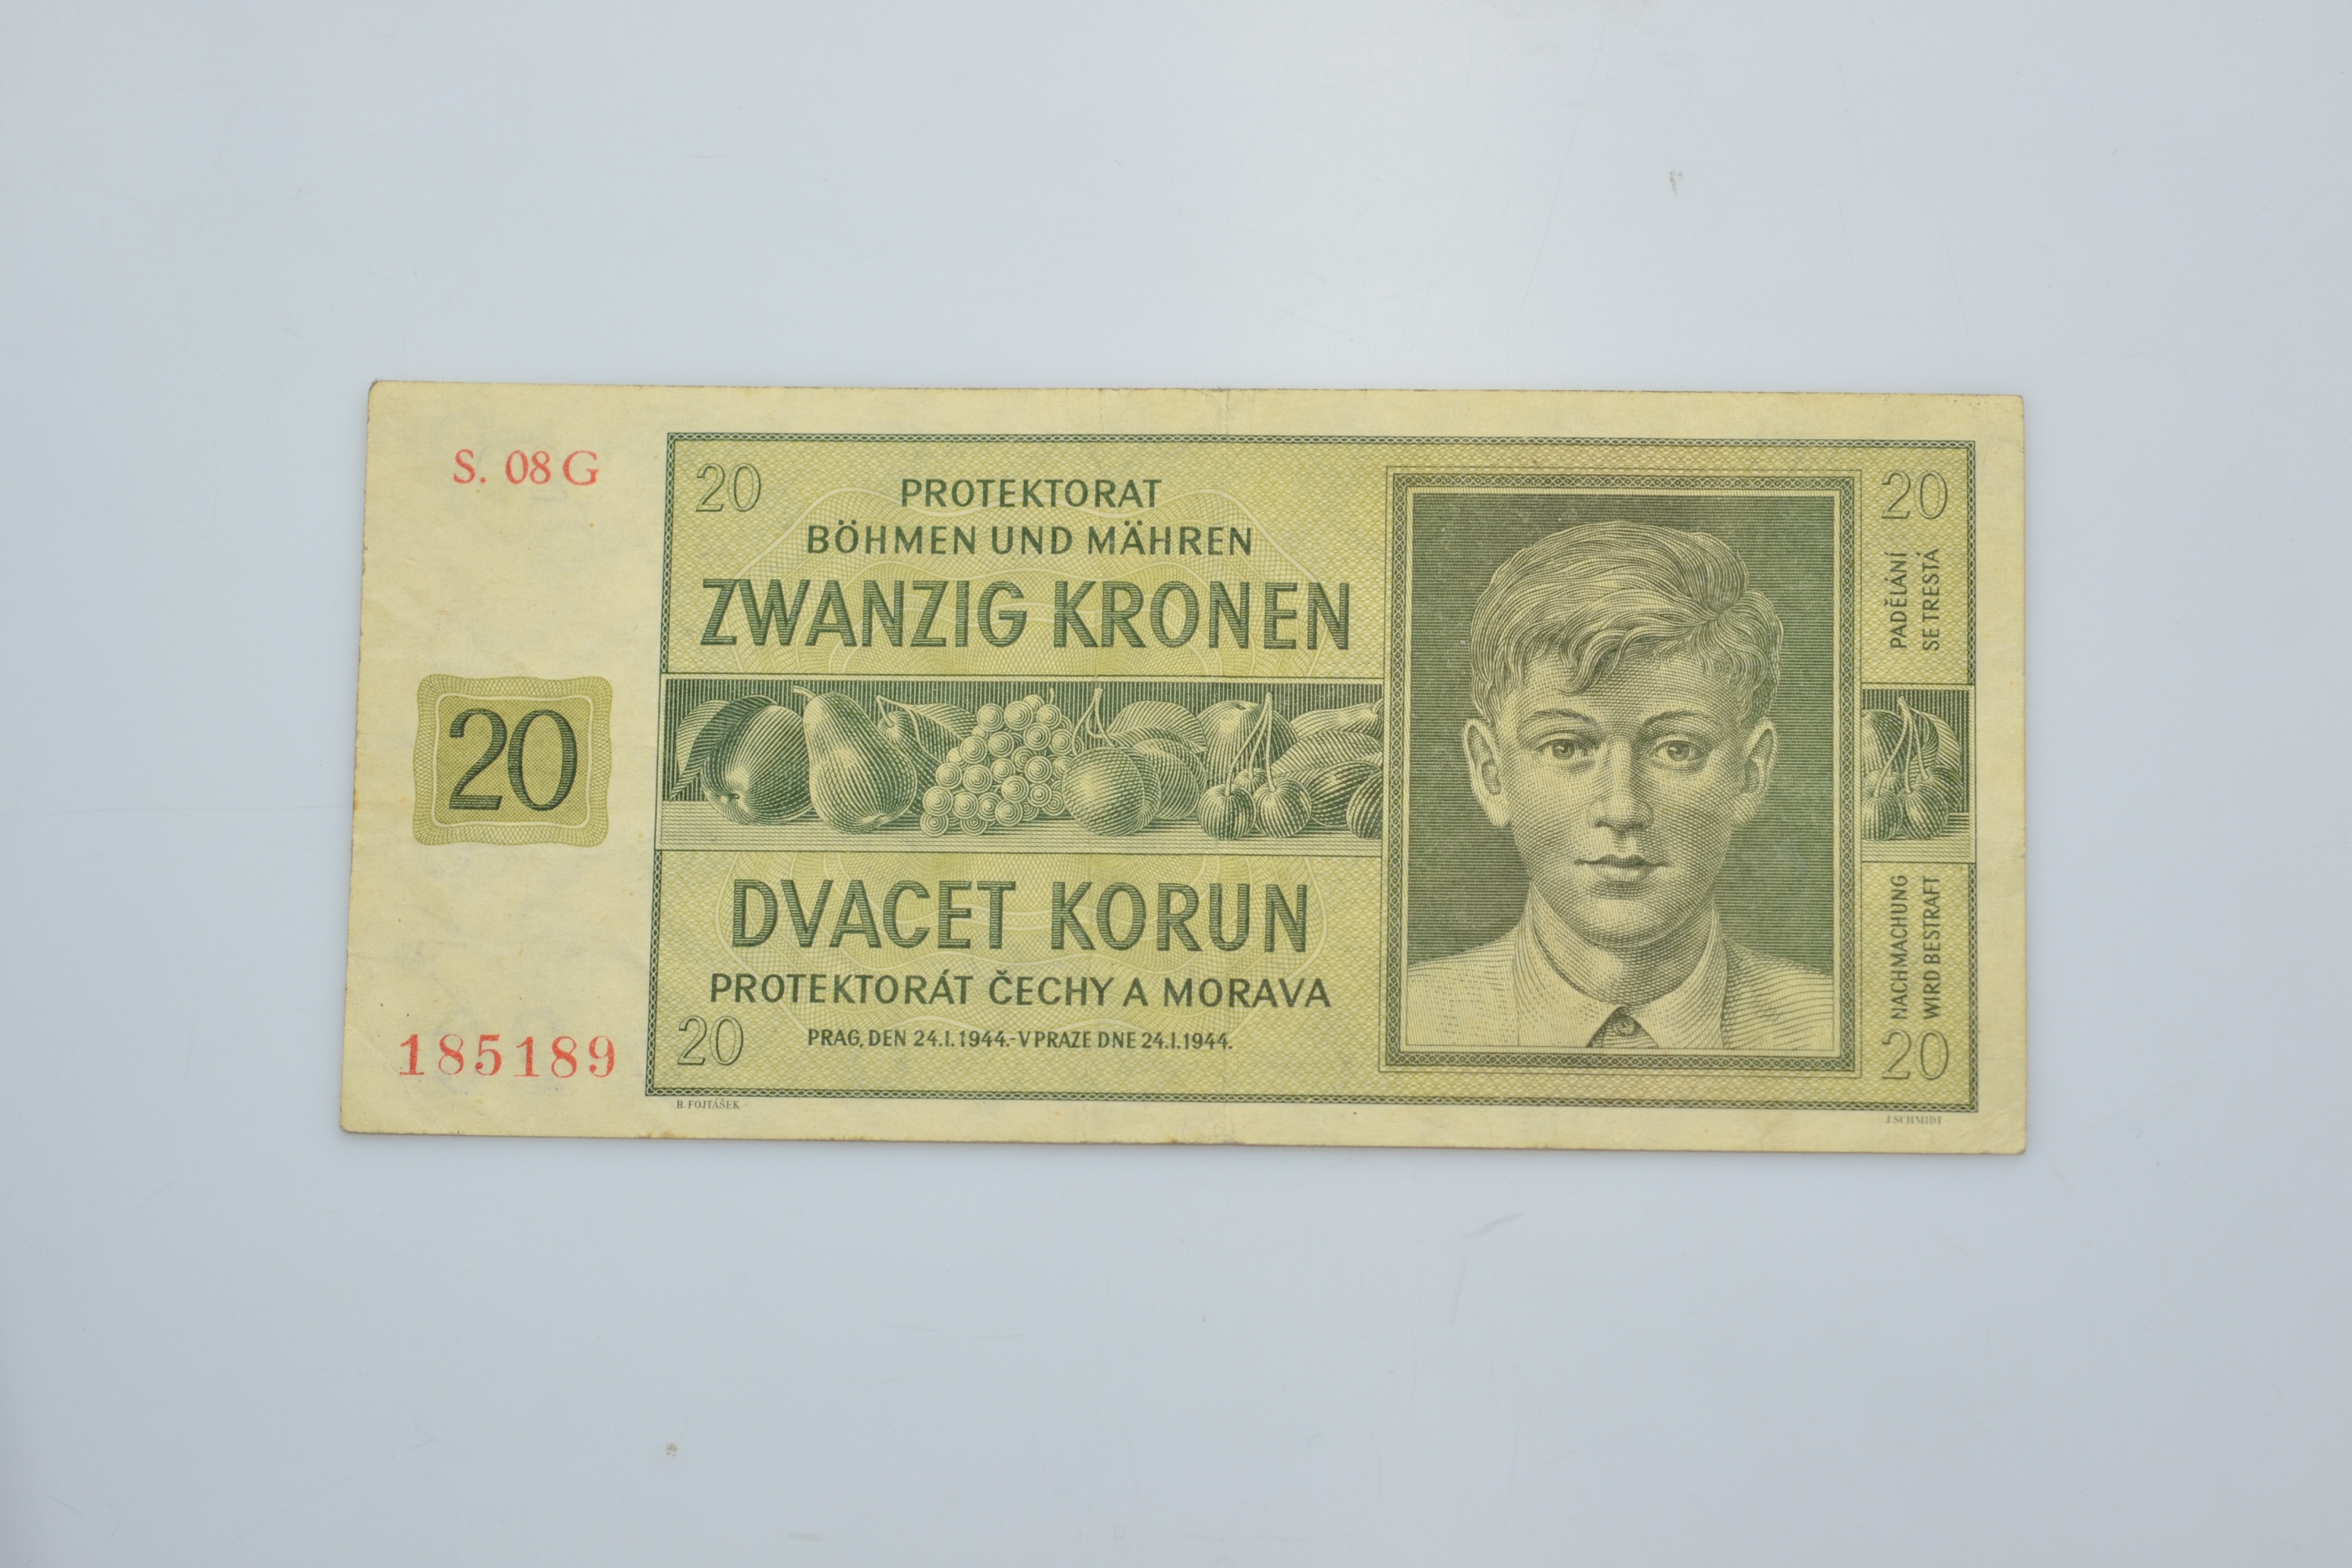 S. 08 G
20
185189
20
PROTEKTORAT
BÖHMEN UND MÄHREN
ZWANZIG KRONEN
DVACET KORUN
PROTEKTORÁT ČECHY A MORAVA
20
PRAG, DEN 24.I.1944.-V PRAZE DNE 24.I.1944.
20
PADĚLÁNÍ
SE TRESTÁ
NACHMACHUNG
WIRD BESTRAFT
20
B. FOJTÁŠEK
J. SCHMIDT